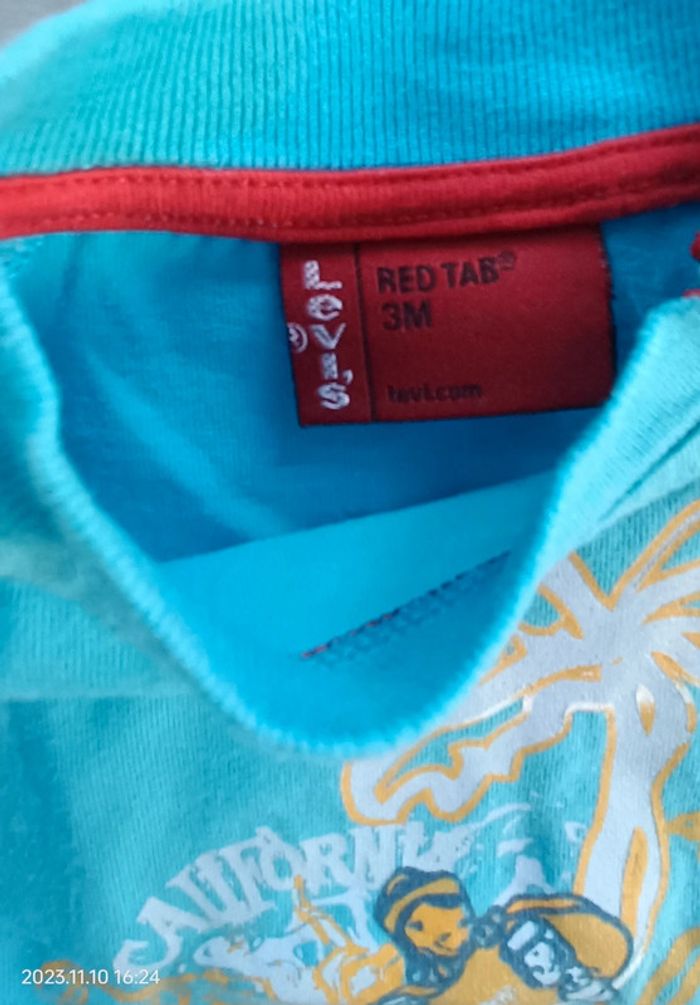 LEVI'S®
RED TAB®
3M
levi.com
CALIFORNIA
2023.11.10 16:24